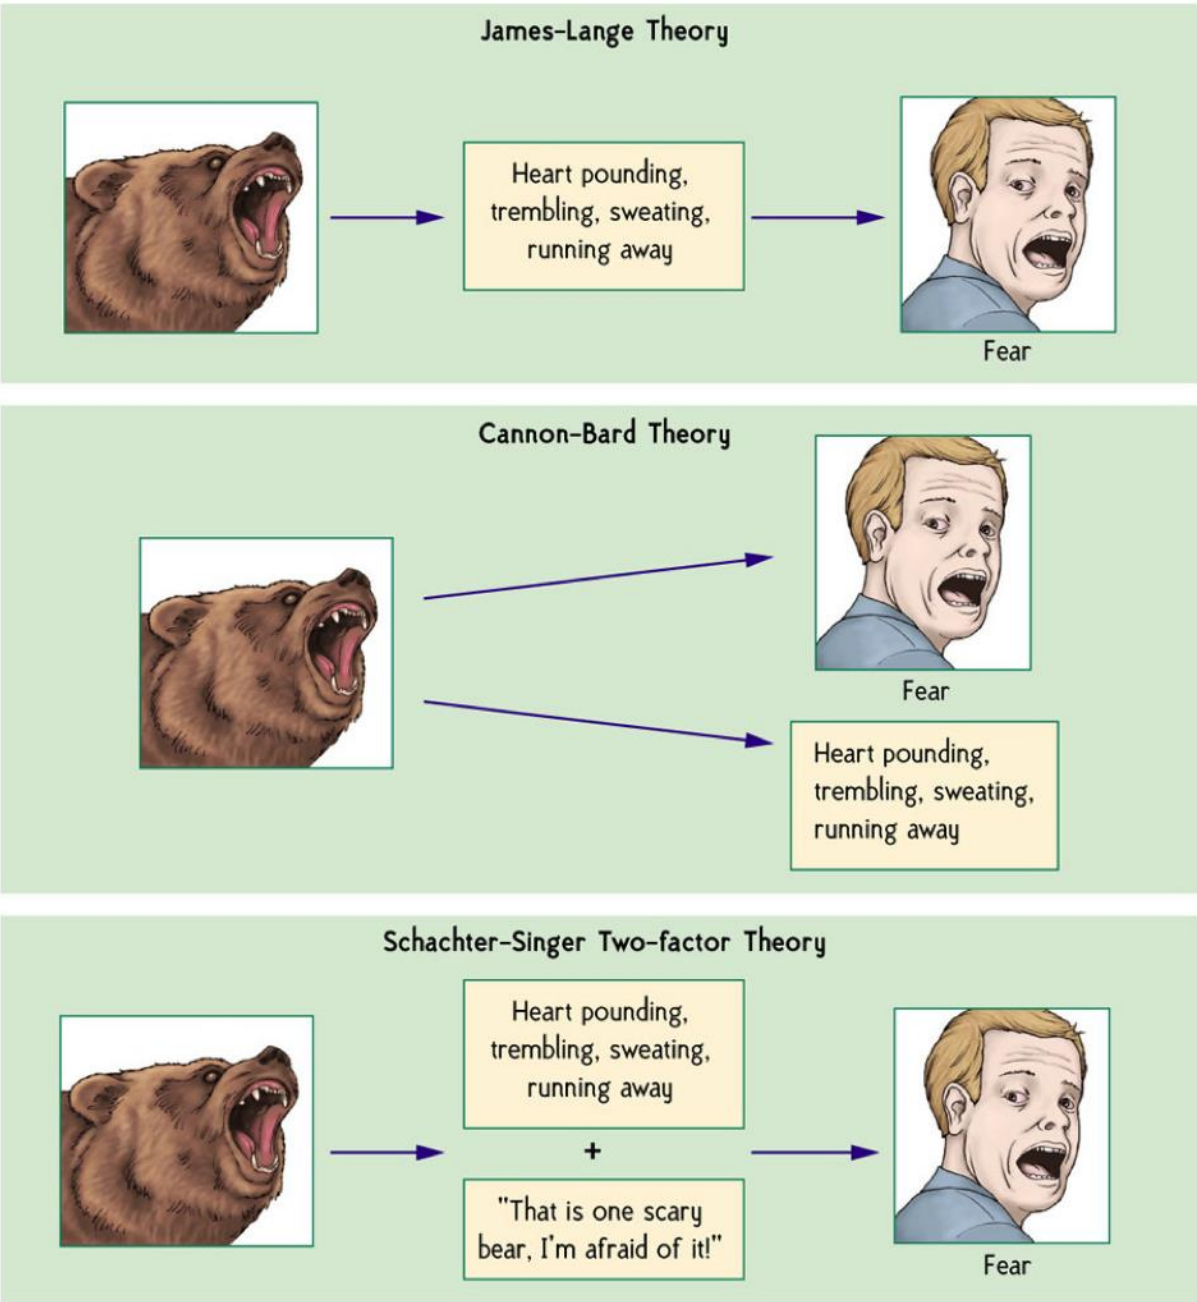 James-Lange Theory
Heart pounding,
trembling, sweating,
running away
Fear
Cannon-Bard Theory
Fear
Heart pounding,
trembling, sweating,
running away
Schachter-Singer Two-factor Theory
Heart pounding,
trembling, sweating,
running away
+
"That is one scary
bear, I'm afraid of it!"
Fear